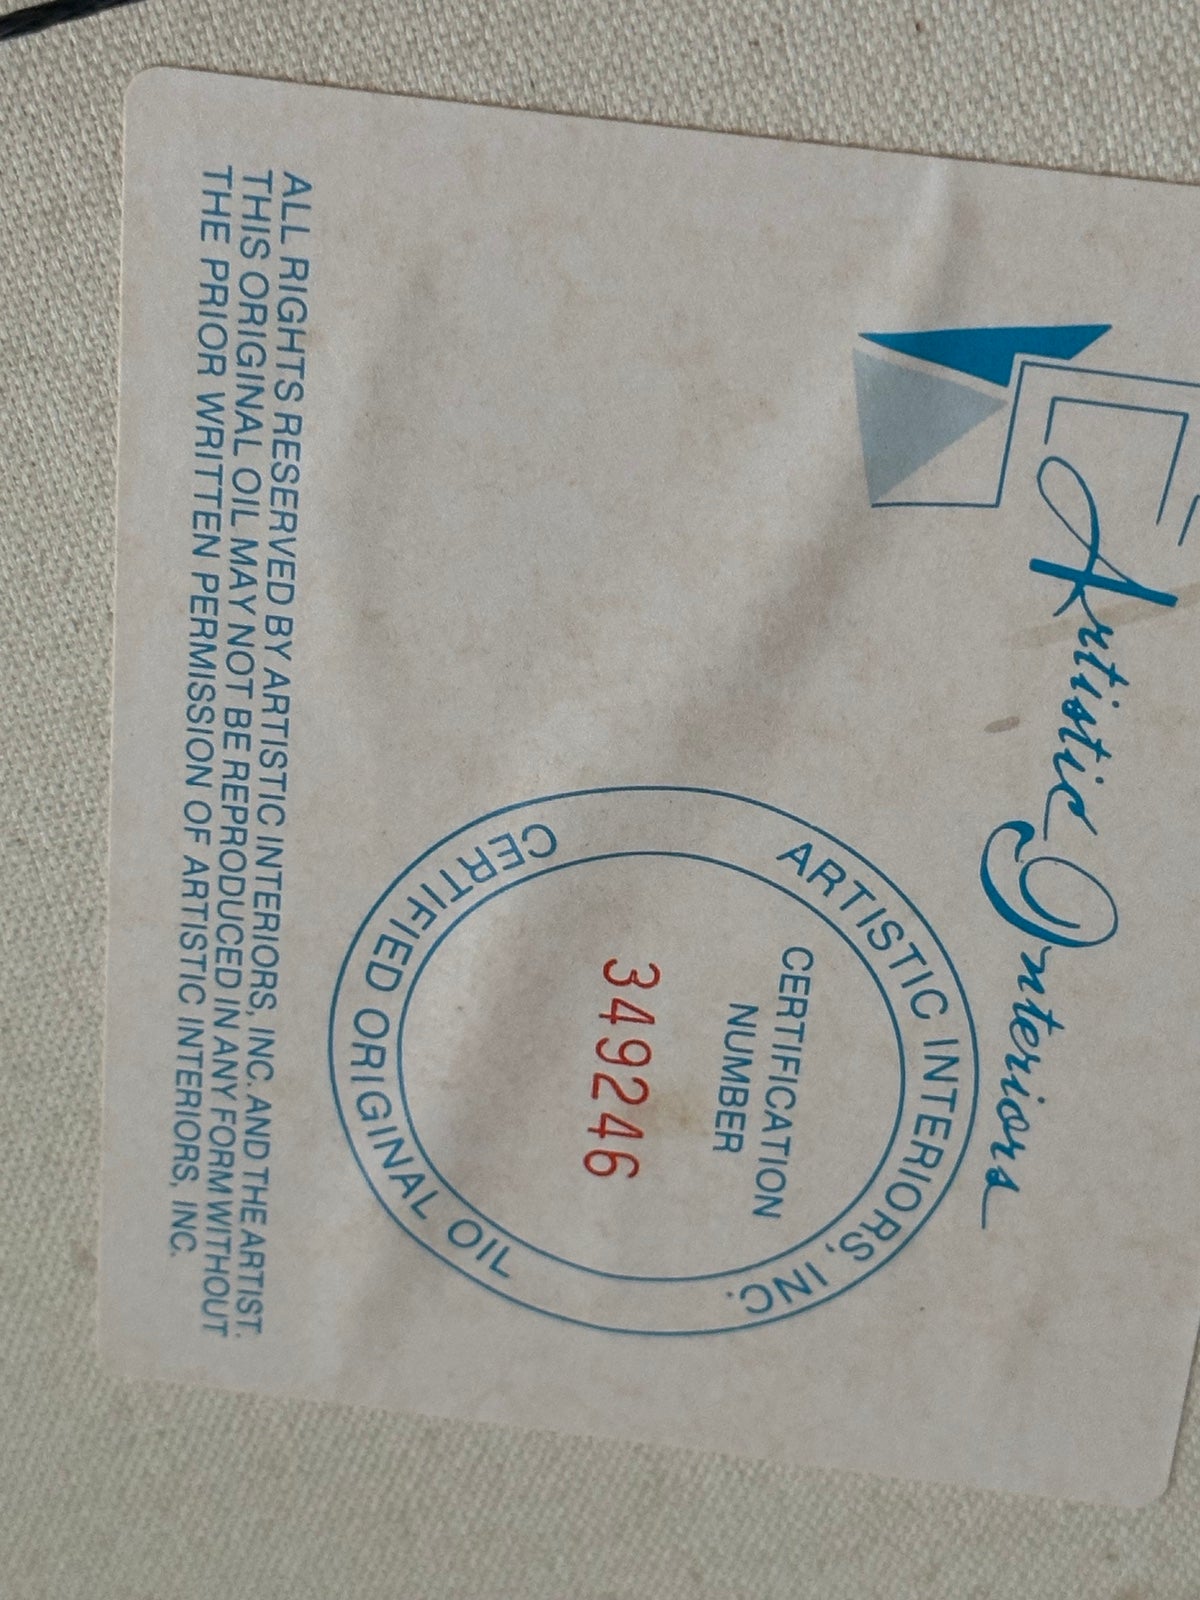 Artistic Interiors
ARTISTIC INTERIORS, INC.
CERTIFICATION
NUMBER
349246
CERTIFIED ORIGINAL OIL
ALL RIGHTS RESERVED BY ARTISTIC INTERIORS, INC. AND THE ARTIST.
THIS ORIGINAL OIL MAY NOT BE REPRODUCED IN ANY FORM WITHOUT
THE PRIOR WRITTEN PERMISSION OF ARTISTIC INTERIORS, INC.